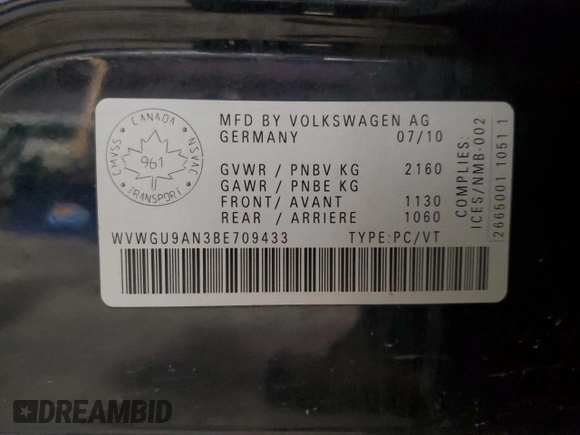 CANADA
CMVSS
NSVAC
961
TRANSPORT
MFD BY VOLKSWAGEN AG
GERMANY 07/10
GVWR / PNBV KG 2160
GAWR / PNBE KG
FRONT/ AVANT 1130
REAR / ARRIERE 1060
WVWGU9AN3BE709433 TYPE:PC/VT
COMPLIES:
ICES/NMB-002
2665001 1051 1
DREAMBID